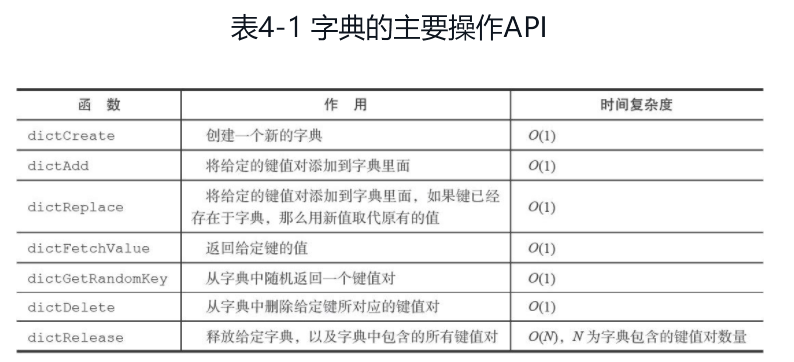 表4-1 字典的主要操作API
函 数 作 用 时间复杂度
dictCreate 创建一个新的字典 O(1)
dictAdd 将给定的键值对添加到字典里面 O(1)
dictReplace 将给定的键值对添加到字典里面，如果键已经
存在于字典，那么用新值取代原有的值 O(1)
dictFetchValue 返回给定键的值 O(1)
dictGetRandomKey 从字典中随机返回一个键值对 O(1)
dictDelete 从字典中删除给定键所对应的键值对 O(1)
dictRelease 释放给定字典，以及字典中包含的所有键值对 O(N)，N 为字典包含的键值对数量